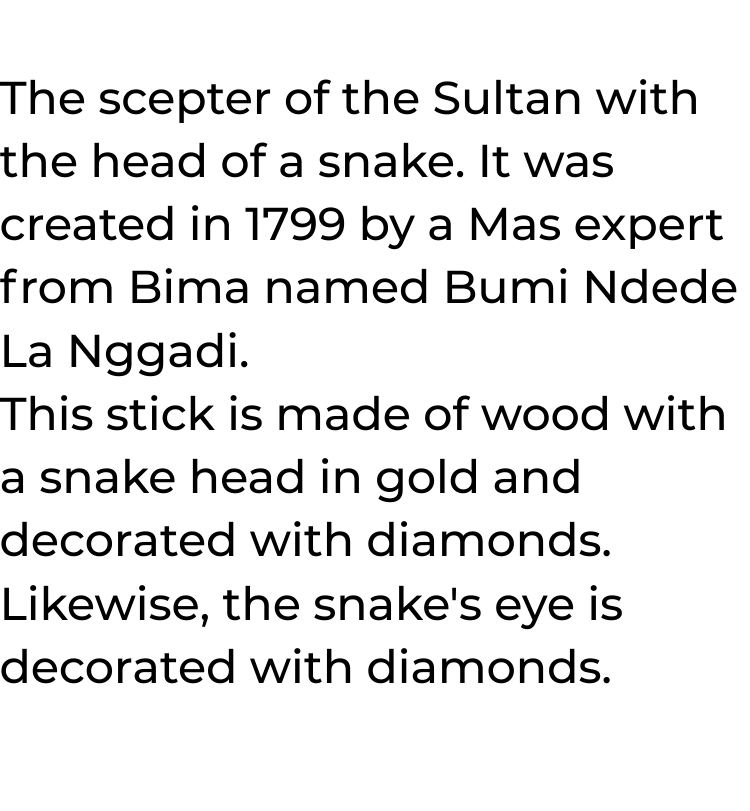 The scepter of the Sultan with
the head of a snake. It was
created in 1799 by a Mas expert
from Bima named Bumi Ndede
La Nggadi.
This stick is made of wood with
a snake head in gold and
decorated with diamonds.
Likewise, the snake's eye is
decorated with diamonds.